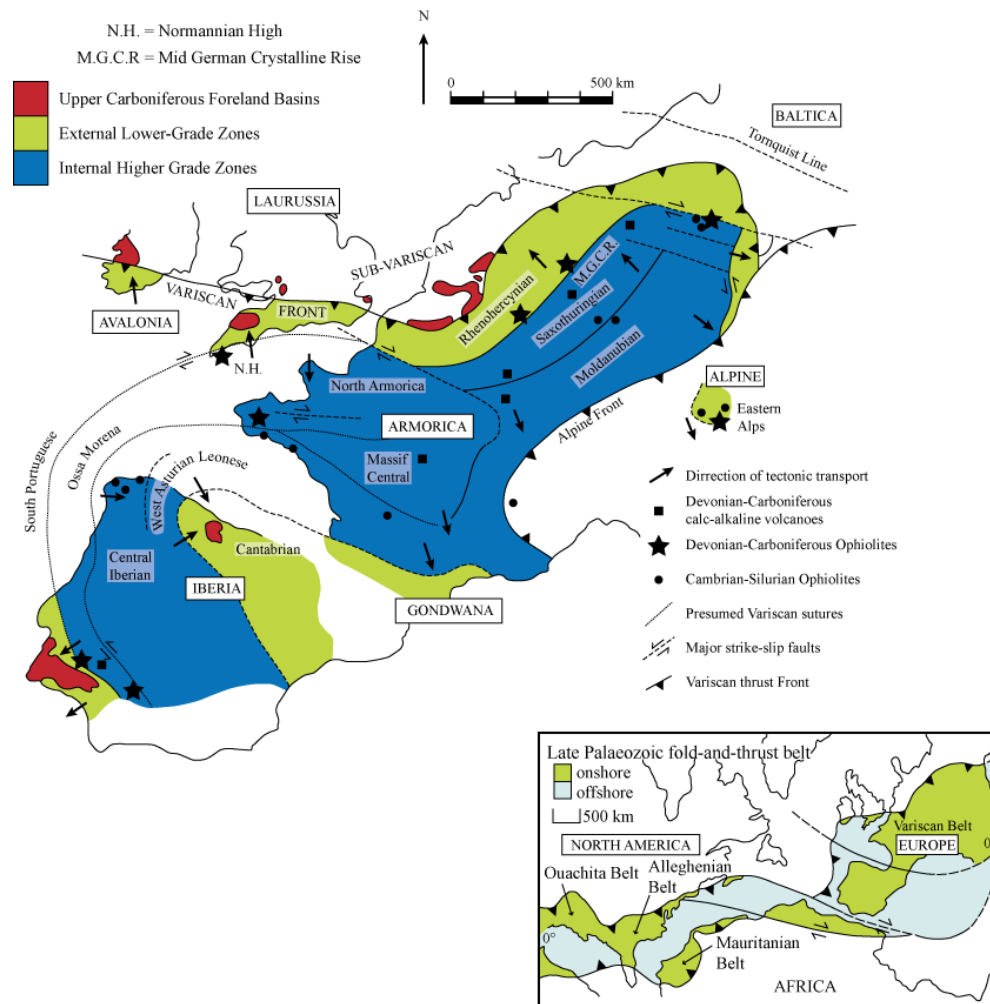 N.H. = Normannian High
M.G.C.R = Mid German Crystalline Rise
N
0
500 km
Upper Carboniferous Foreland Basins
External Lower-Grade Zones
Internal Higher Grade Zones
BALTICA
Tornquist Line
LAURUSSIA
SUB-VARISCAN
VARISCAN
FRONT
AVALONIA
N.H.
Rhenohercynian
M.G.C.R.
Saxothuringian
Moldanubian
North Armorica
ARMORICA
Massif
Central
Alpine Front
ALPINE
Eastern
Alps
South Portuguese
Ossa Morena
West Asturian Leonese
Central
Iberian
Cantabrian
IBERIA
GONDWANA
Dirrection of tectonic transport
Devonian-Carboniferous
calc-alkaline volcanoes
Devonian-Carboniferous Ophiolites
Cambrian-Silurian Ophiolites
Presumed Variscan sutures
Major strike-slip faults
Variscan thrust Front
Late Palaeozoic fold-and-thrust belt
onshore
offshore
500 km
Variscan Belt
EUROPE
0°
NORTH AMERICA
Ouachita Belt
Alleghenian
Belt
0°
Mauritanian
Belt
AFRICA